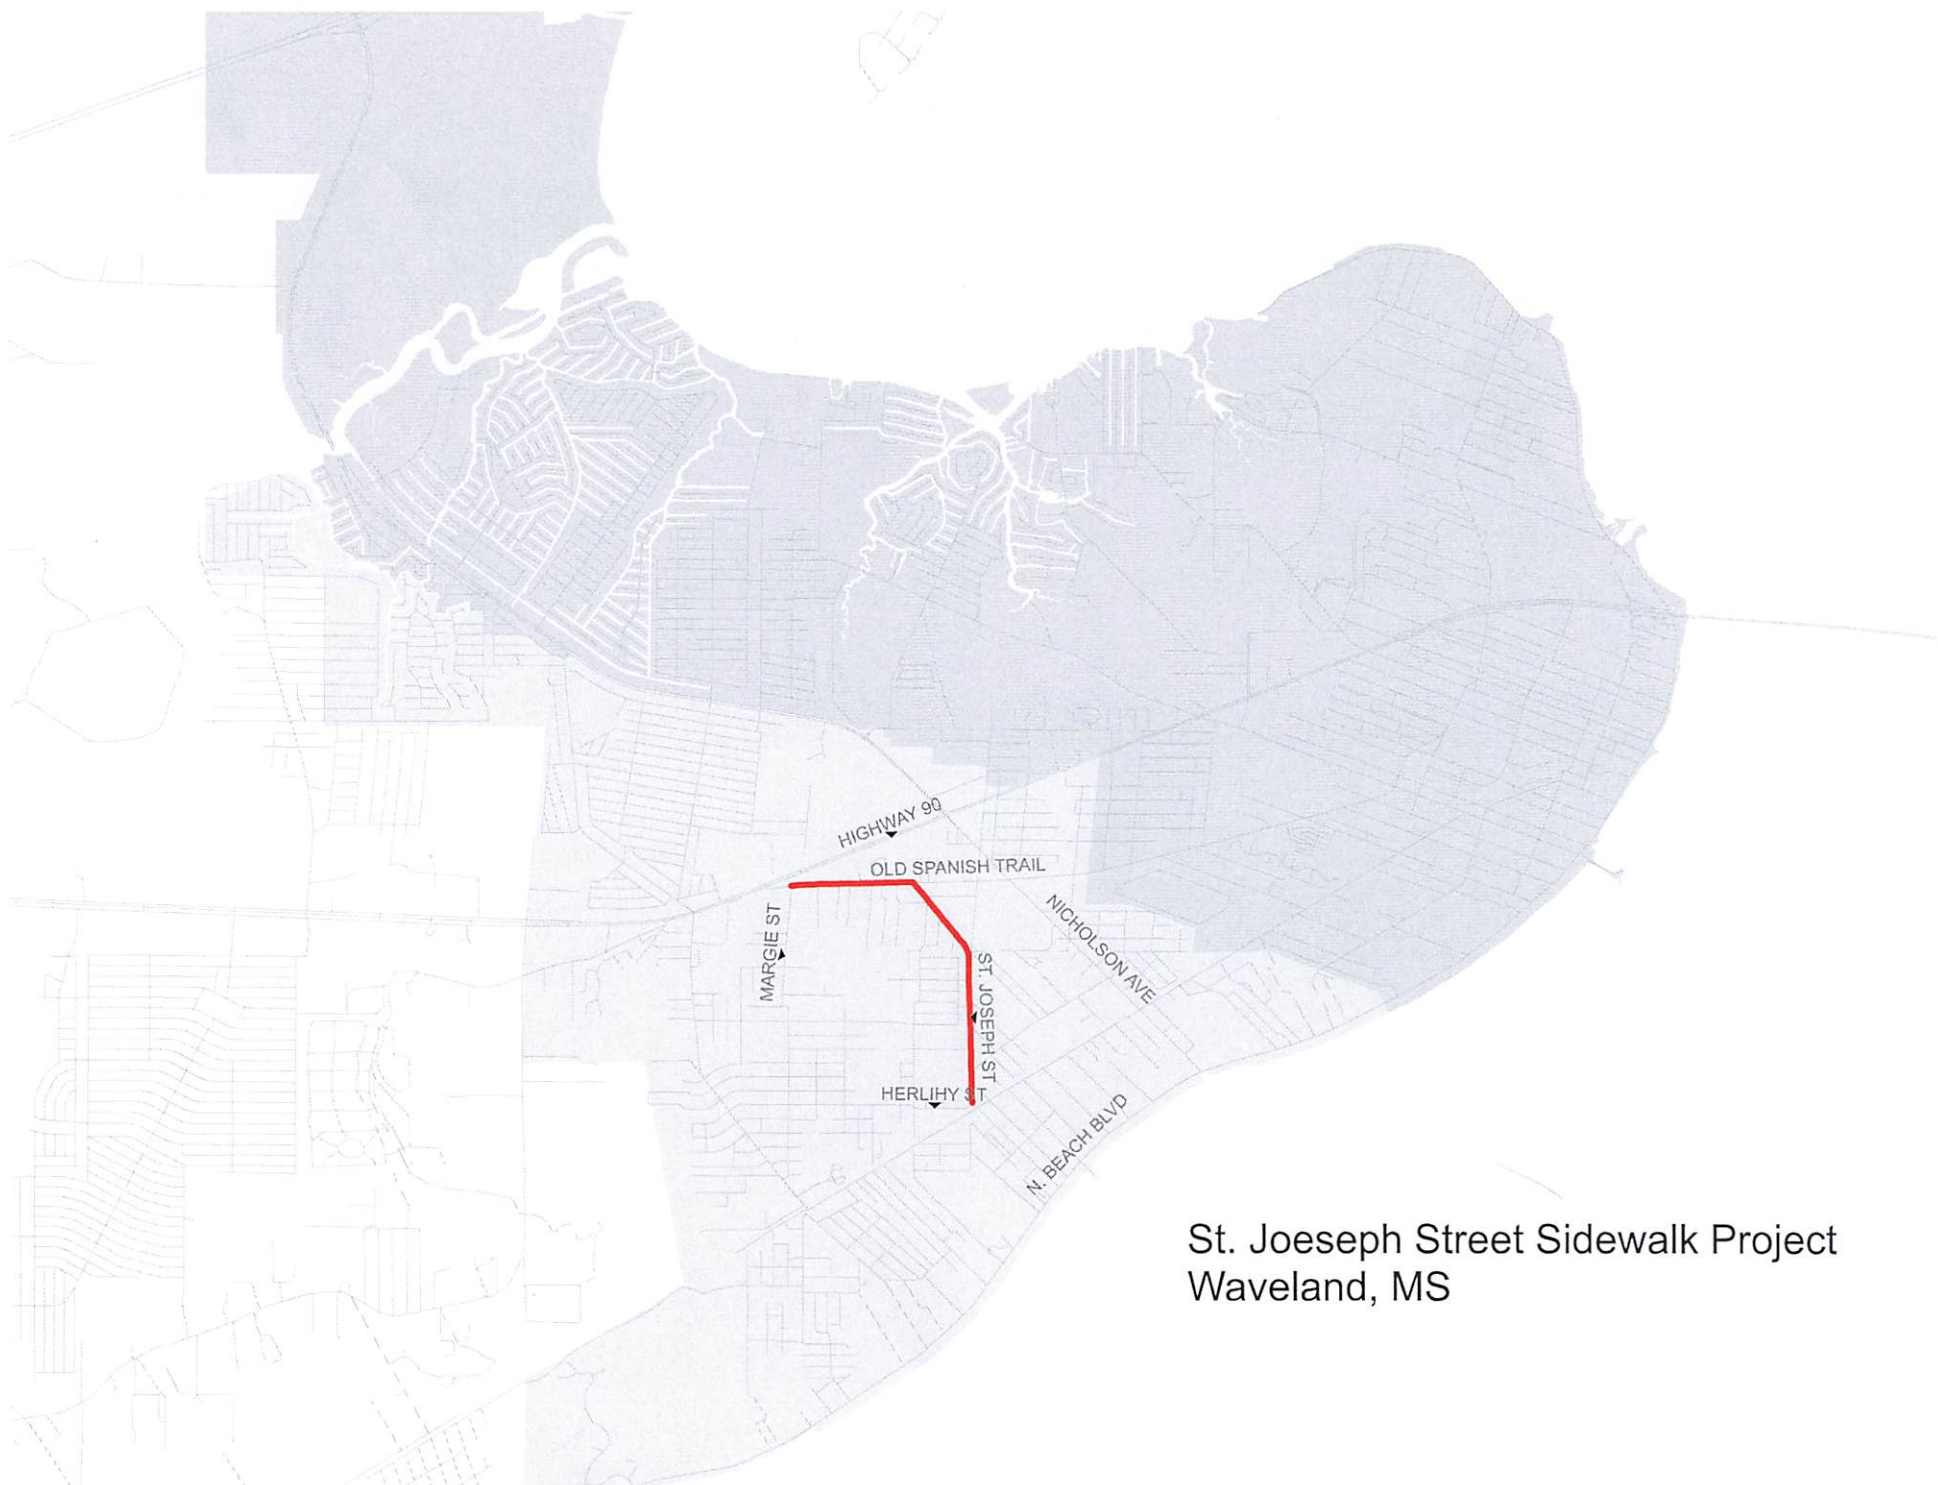 HIGHWAY 90
OLD SPANISH TRAIL
MARGIE ST
NICHOLSON AVE
ST. JOSEPH ST
HERLIHY ST
N. BEACH BLVD
St. Joeseph Street Sidewalk Project
Waveland, MS